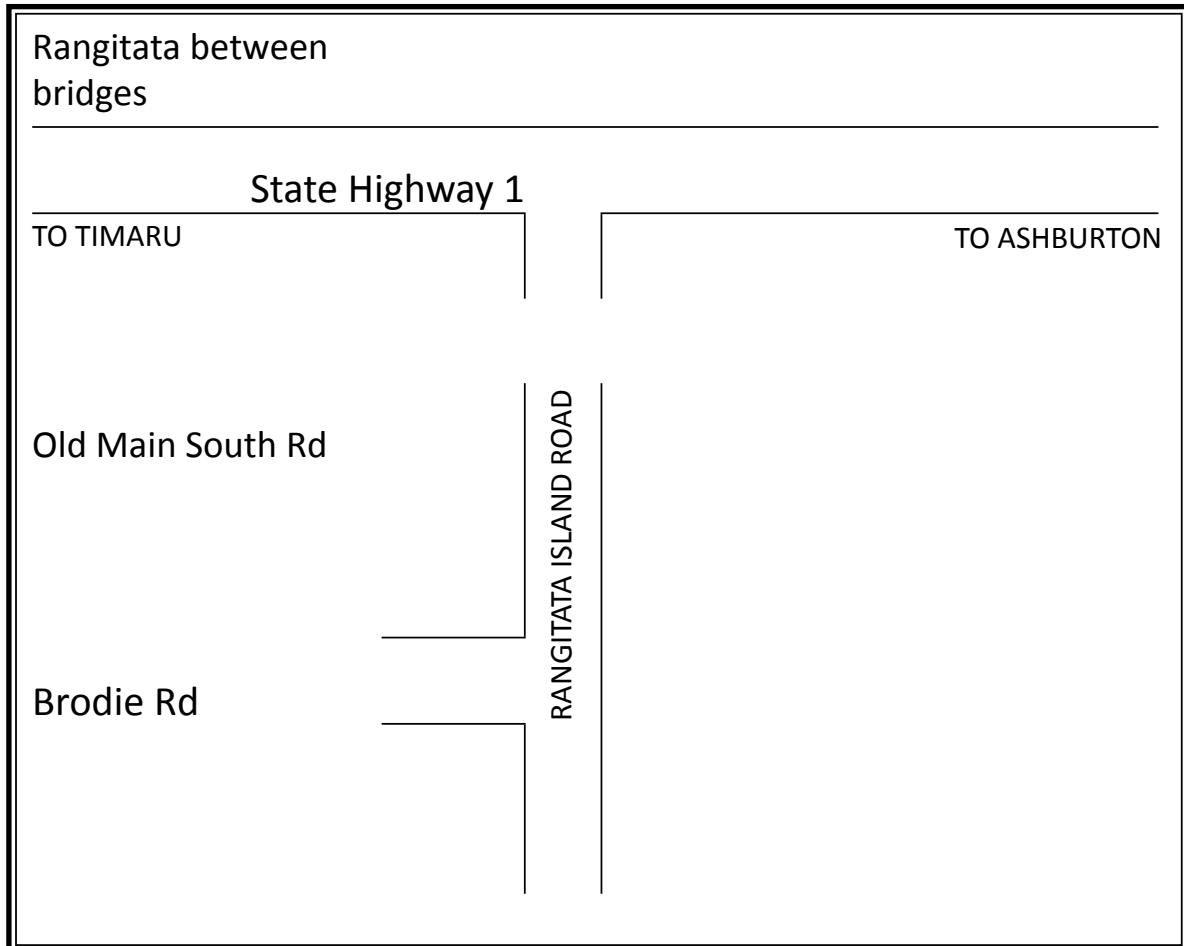 Rangitata between
bridges
State Highway 1
TO TIMARU
TO ASHBURTON
Old Main South Rd
RANGITATA ISLAND ROAD
Brodie Rd